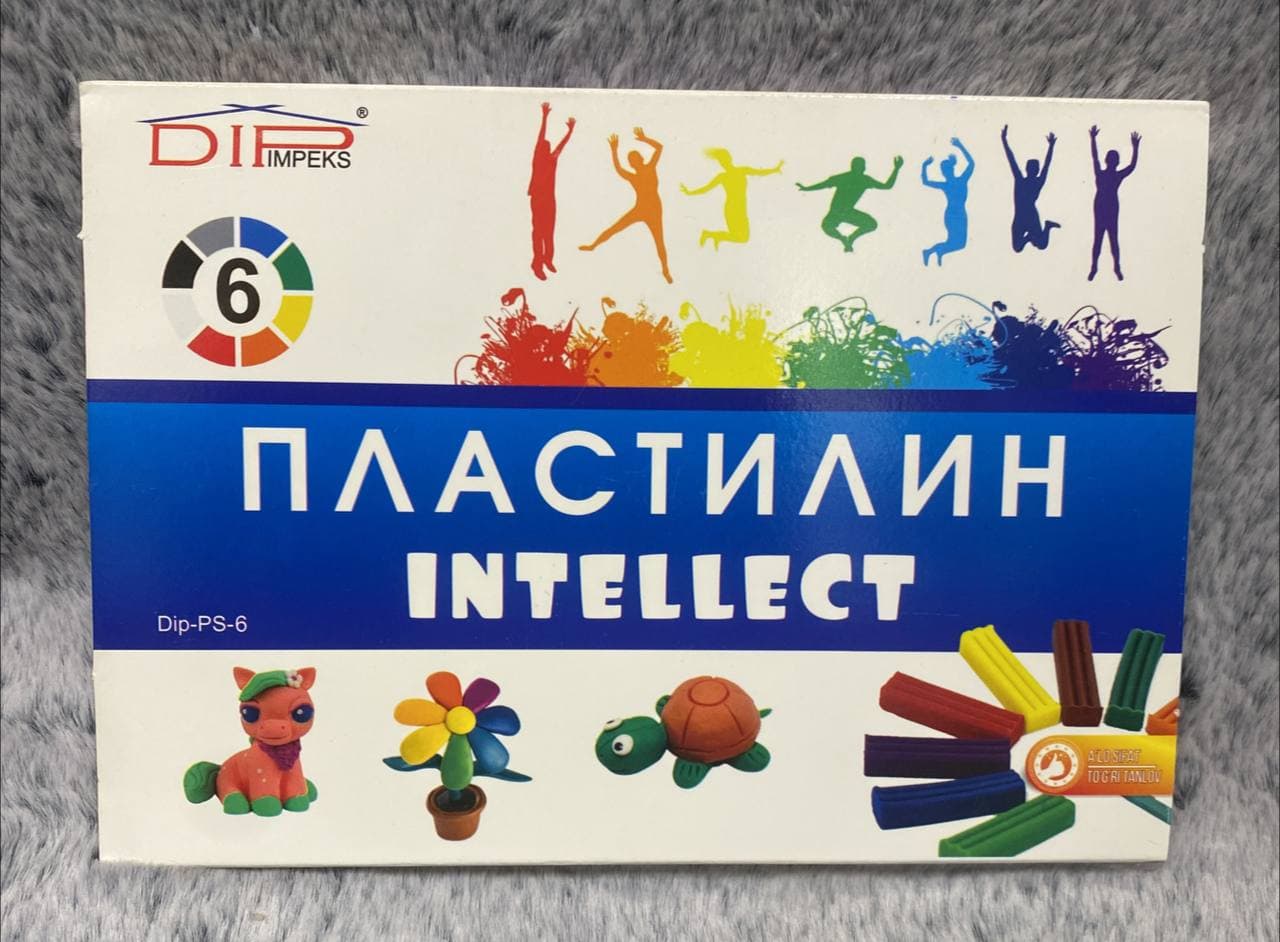 DIP IMPEKS ®
6
ПЛАСТИЛИН
INTELLECT
Dip-PS-6
A'LO SIFAT
TO'G'RI TANLOV